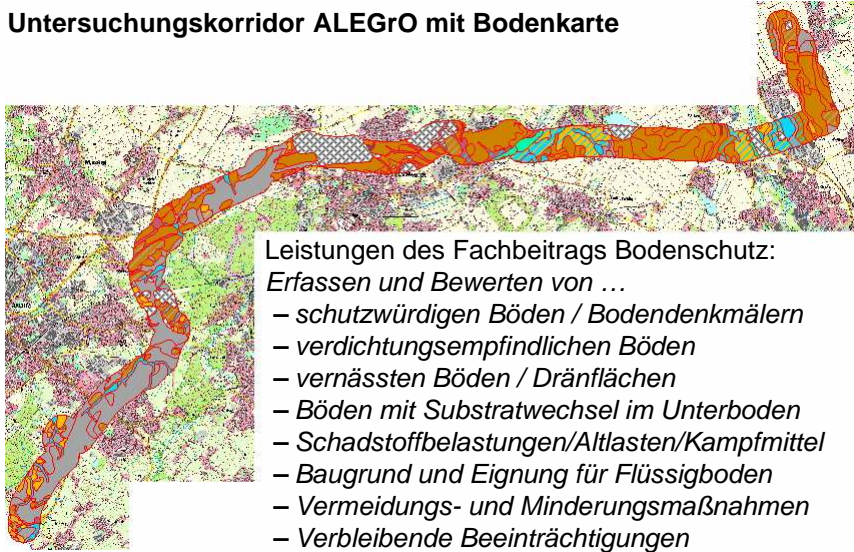 Untersuchungskorridor ALEGrO mit Bodenkarte
Leistungen des Fachbeitrags Bodenschutz:
Erfassen und Bewerten von …
– schutzwürdigen Böden / Bodendenkmälern
– verdichtungsempfindlichen Böden
– vernässten Böden / Dränflächen
– Böden mit Substratwechsel im Unterboden
– Schadstoffbelastungen/Altlasten/Kampfmittel
– Baugrund und Eignung für Flüssigboden
– Vermeidungs- und Minderungsmaßnahmen
– Verbleibende Beeinträchtigungen